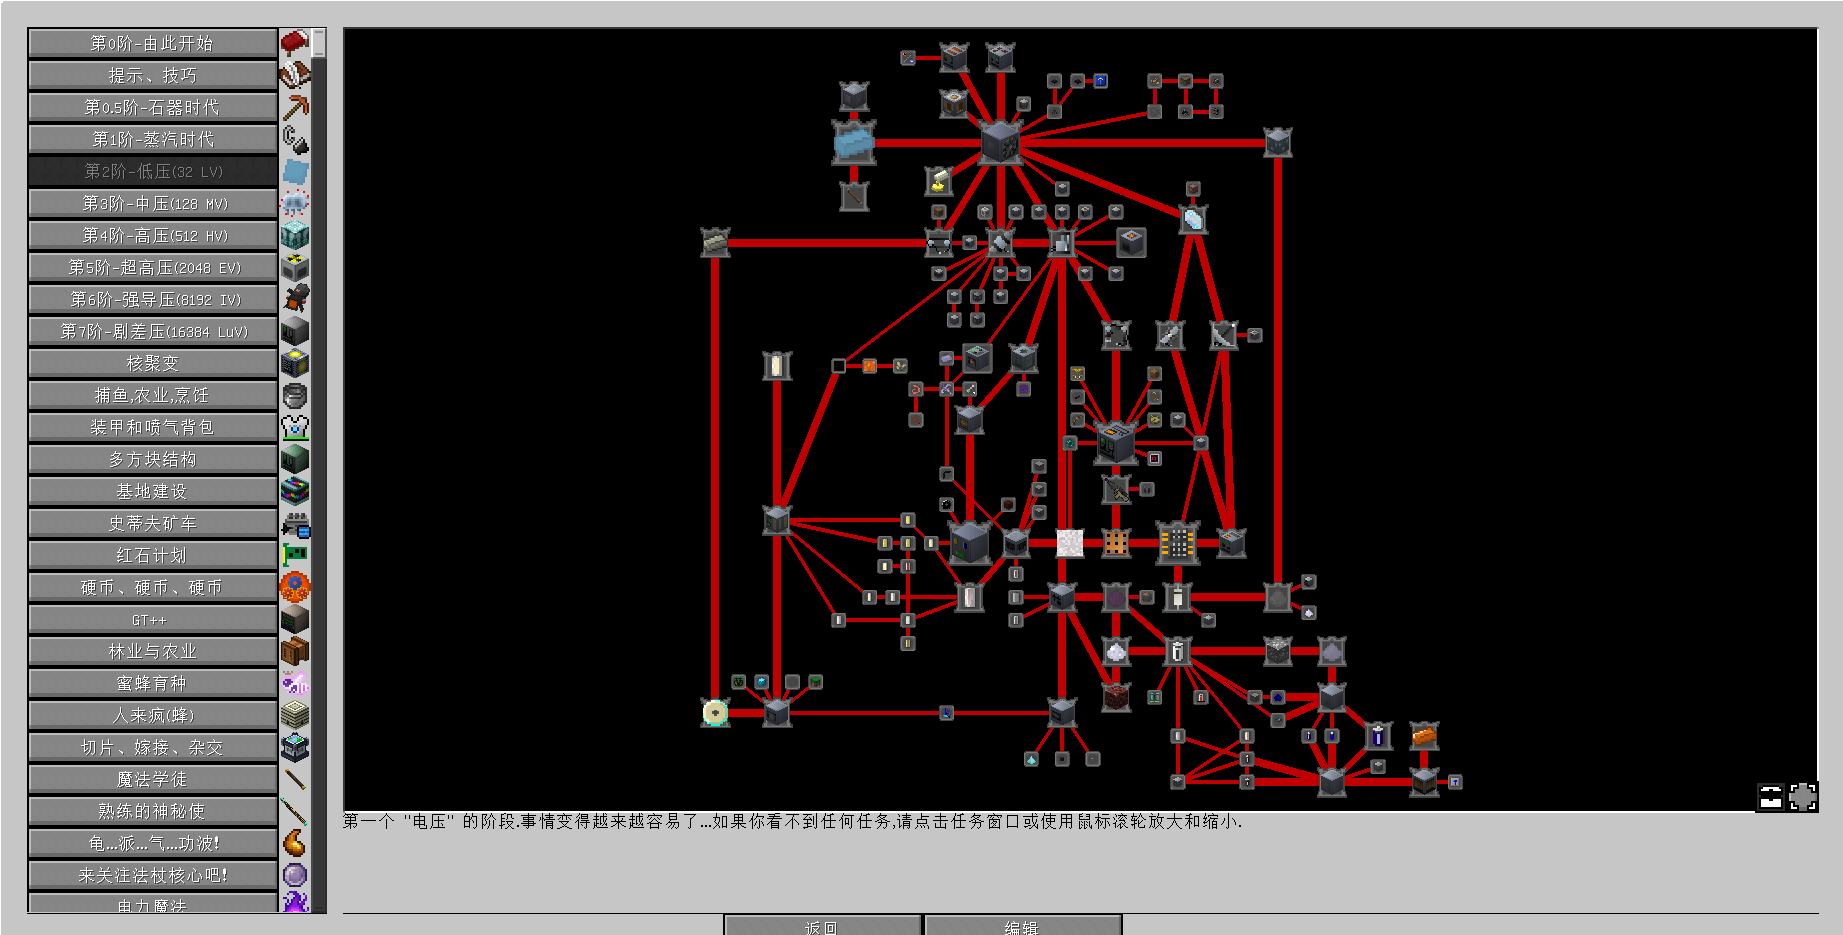 第0阶-由此开始
提示、技巧
第0.5阶-石器时代
第1阶-蒸汽时代
第2阶-低压(32 LV)
第3阶-中压(128 MV)
第4阶-高压(512 HV)
第5阶-超高压(2048 EV)
第6阶-强导压(8192 IV)
第7阶-剧差压(16384 LuV)
核聚变
捕鱼,农业,烹饪
装甲和喷气背包
多方块结构
基地建设
史蒂夫矿车
红石计划
硬币、硬币、硬币
GT++
林业与农业
蜜蜂育种
人来疯(蜂)
切片、嫁接、杂交
魔法学徒
熟练的神秘使
龟...派...气...功波!
来关注法杖核心吧!
电力魔法
第一个 "电压" 的阶段.事情变得越来越容易了...如果你看不到任何任务,请点击任务窗口或使用鼠标滚轮放大和缩小.
返回
编辑